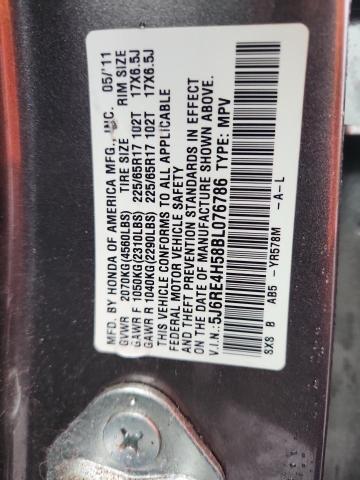 MFD. BY HONDA OF AMERICA MFG., INC. 05/'11
GVWR 2070KG(4560LBS) TIRE SIZE RIM SIZE
GAWR F 1050KG(2310LBS) 225/65R17 102T 17X6.5J
GAWR R 1040KG(2290LBS) 225/65R17 102T 17X6.5J
THIS VEHICLE CONFORMS TO ALL APPLICABLE
FEDERAL MOTOR VEHICLE SAFETY
AND THEFT PREVENTION STANDARDS IN EFFECT
ON THE DATE OF MANUFACTURE SHOWN ABOVE.
V.I.N.:5J6RE4H58BL076786 TYPE: MPV
SX8 B AB5 -YR578M -A-L